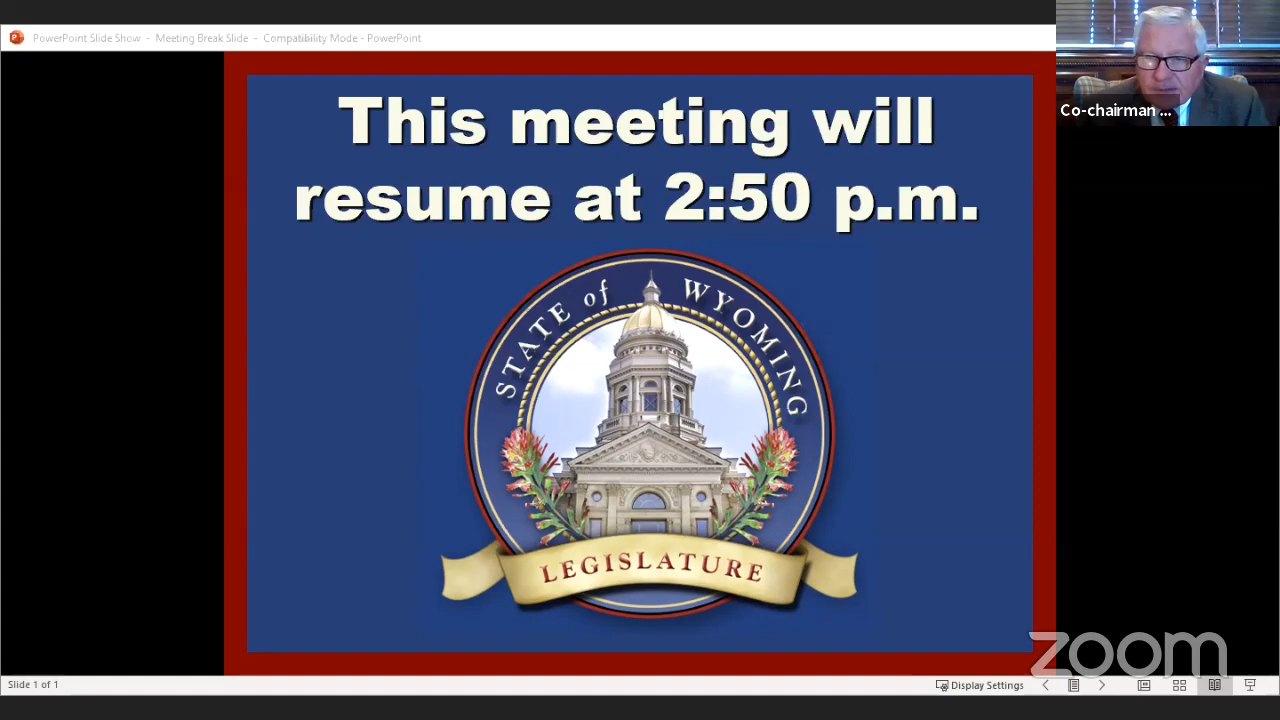 PowerPoint Slide Show - Meeting Break Slide - Compatibility Mode - PowerPoint
Co-chairman ...
This meeting will
resume at 2:50 p.m.
STATE of WYOMING
LEGISLATURE
zoom
Slide 1 of 1
Display Settings